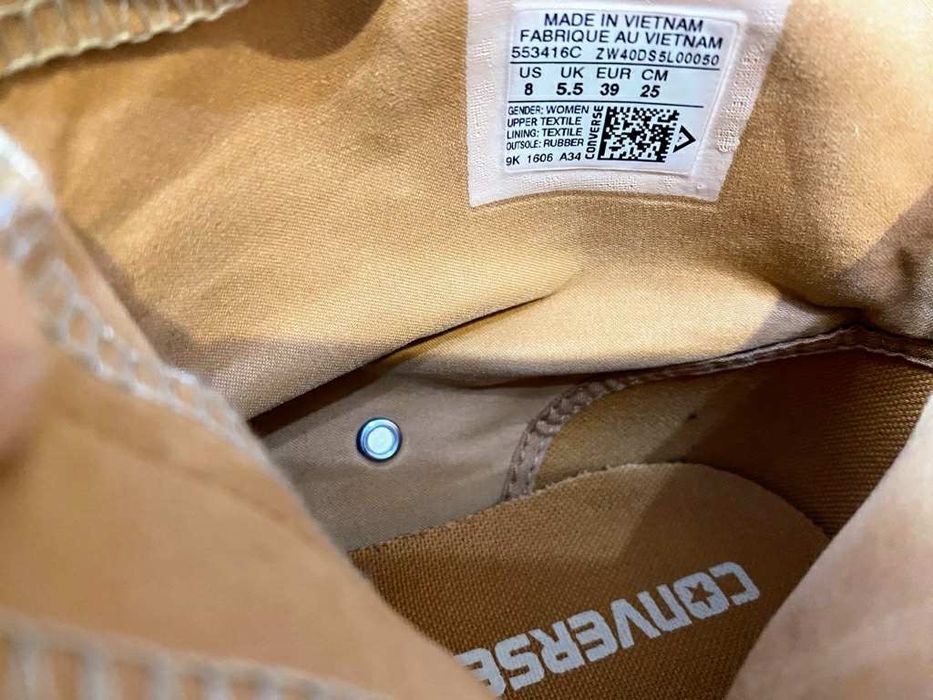 MADE IN VIETNAM
FABRIQUE AU VIETNAM
553416C ZW40DS5L00050
US UK EUR CM
8 5.5 39 25
GENDER: WOMEN
UPPER TEXTILE
LINING: TEXTILE
OUTSOLE: RUBBER
9K 1606 A34
CONVERSE
CONVERSE